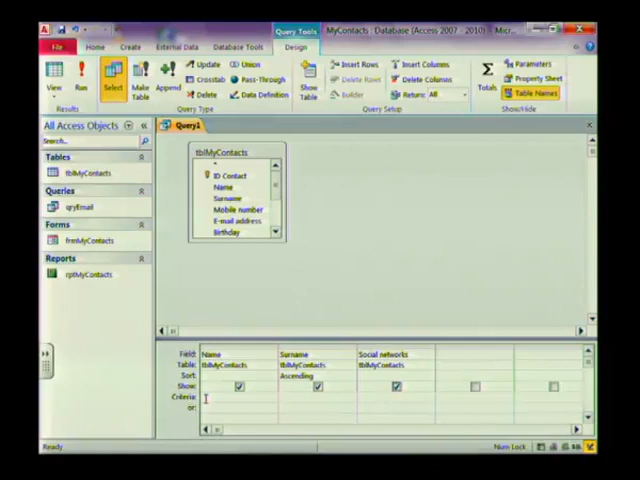 Query Tools
MyContacts : Database (Access 2007 - 2010)
Micr...
File
Home
Create
External Data
Database Tools
Design
View
Run
Select
Make Table
Append
Update
Crosstab
Delete
Union
Pass-Through
Data Definition
Show Table
Insert Rows
Delete Rows
Builder
Insert Columns
Delete Columns
Return: All
Totals
Parameters
Property Sheet
Table Names
Results
Query Type
Query Setup
Show/Hide
All Access Objects
Search...
Tables
tblMyContacts
Queries
qryEmail
Forms
frmMyContacts
Reports
rptMyContacts
Query1
tblMyContacts
*
ID Contact
Name
Surname
Mobile number
E-mail address
Birthday
Field: Name Surname Social networks
Table: tblMyContacts tblMyContacts tblMyContacts
Sort: Ascending
Show:
Criteria:
or:
Ready
Num Lock